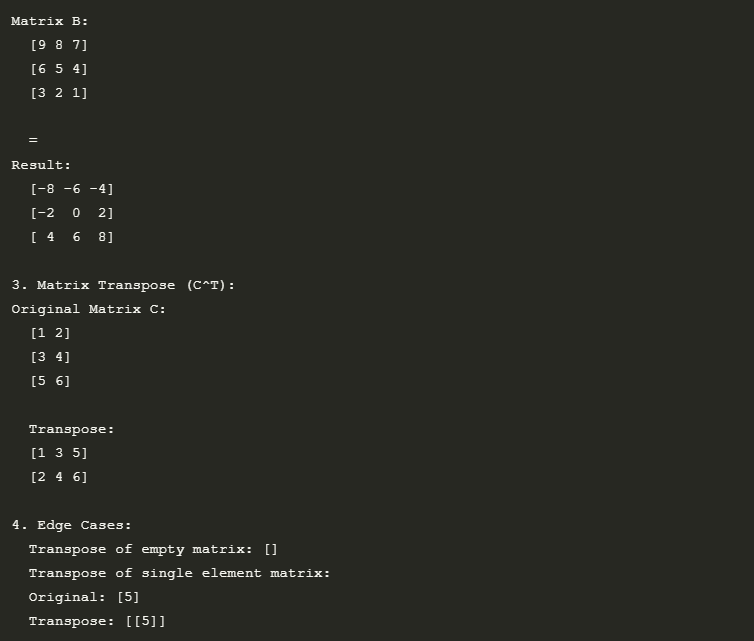 Matrix B:
[9 8 7]
[6 5 4]
[3 2 1]
=
Result:
[-8 -6 -4]
[-2  0  2]
[ 4  6  8]
3. Matrix Transpose (C^T):
Original Matrix C:
[1 2]
[3 4]
[5 6]
Transpose:
[1 3 5]
[2 4 6]
4. Edge Cases:
Transpose of empty matrix: []
Transpose of single element matrix:
Original: [5]
Transpose: [[5]]